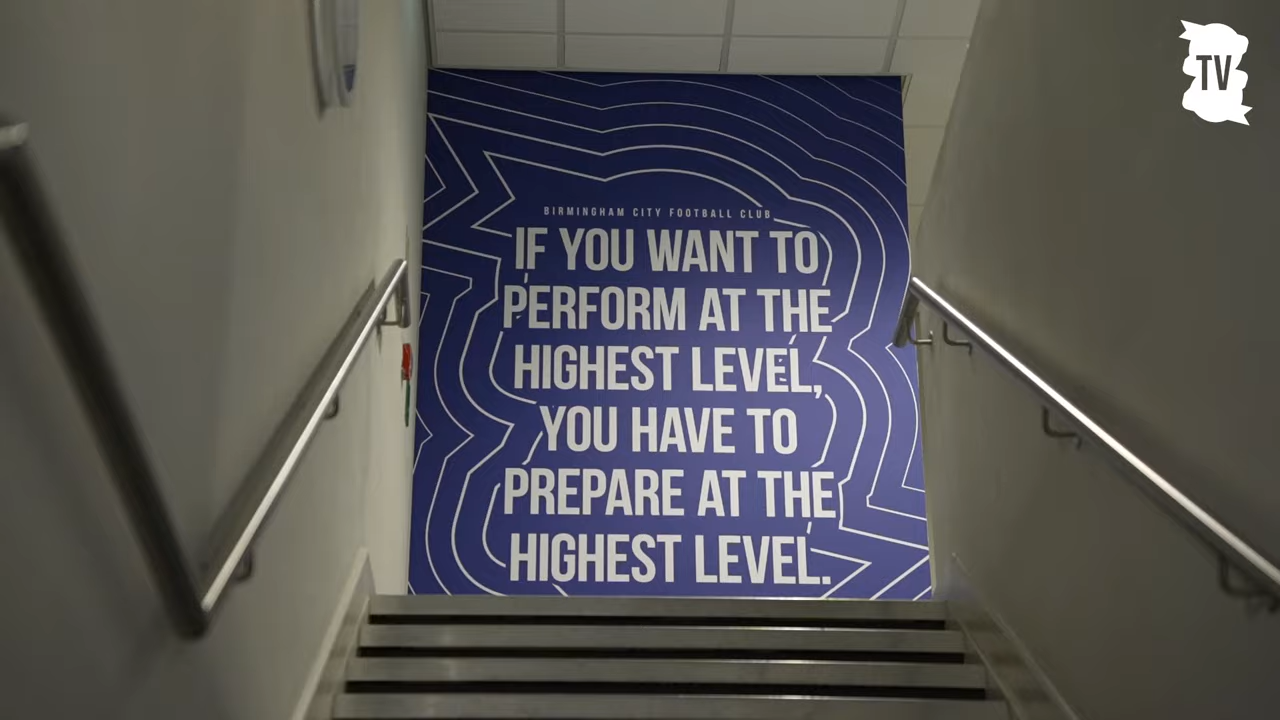 TV
BIRMINGHAM CITY FOOTBALL CLUB
IF YOU WANT TO
PERFORM AT THE
HIGHEST LEVEL,
YOU HAVE TO
PREPARE AT THE
HIGHEST LEVEL.